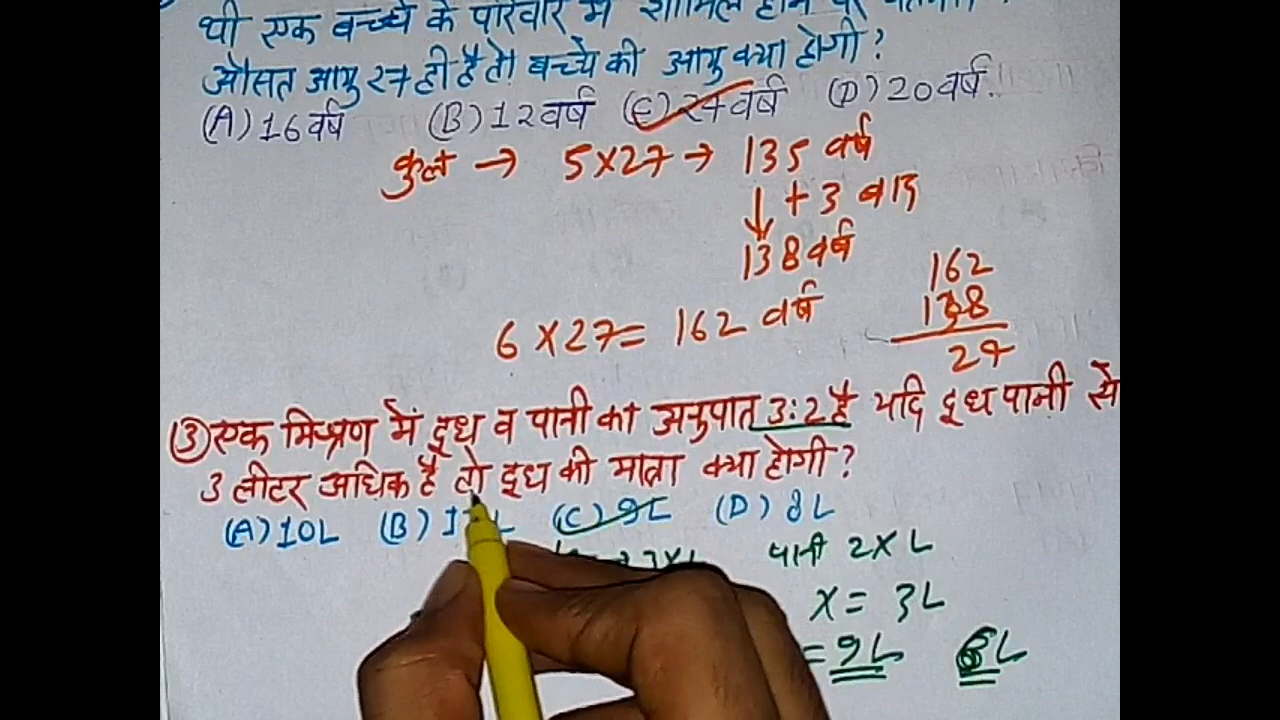 थी एक बच्चे के परिवार में शामिल होने पर
औसत आयु 27 ही है तो बच्चे की आयु क्या होगी?
(A) 16 वर्ष (B) 12 वर्ष (C) 24 वर्ष (D) 20 वर्ष.
कुल → 5×27 → 135 वर्ष
↓ + 3 बाद
138 वर्ष
6 × 27 = 162 वर्ष
162
138
24
③ एक मिश्रण में दूध व पानी का अनुपात 3:2 है यदि दूध पानी से
3 लीटर अधिक है तो दूध की मात्रा क्या होगी?
(A) 10L (B) (C) 9L (D) 8L
3X L पानी 2X L
X = 3L
= 9L 6L